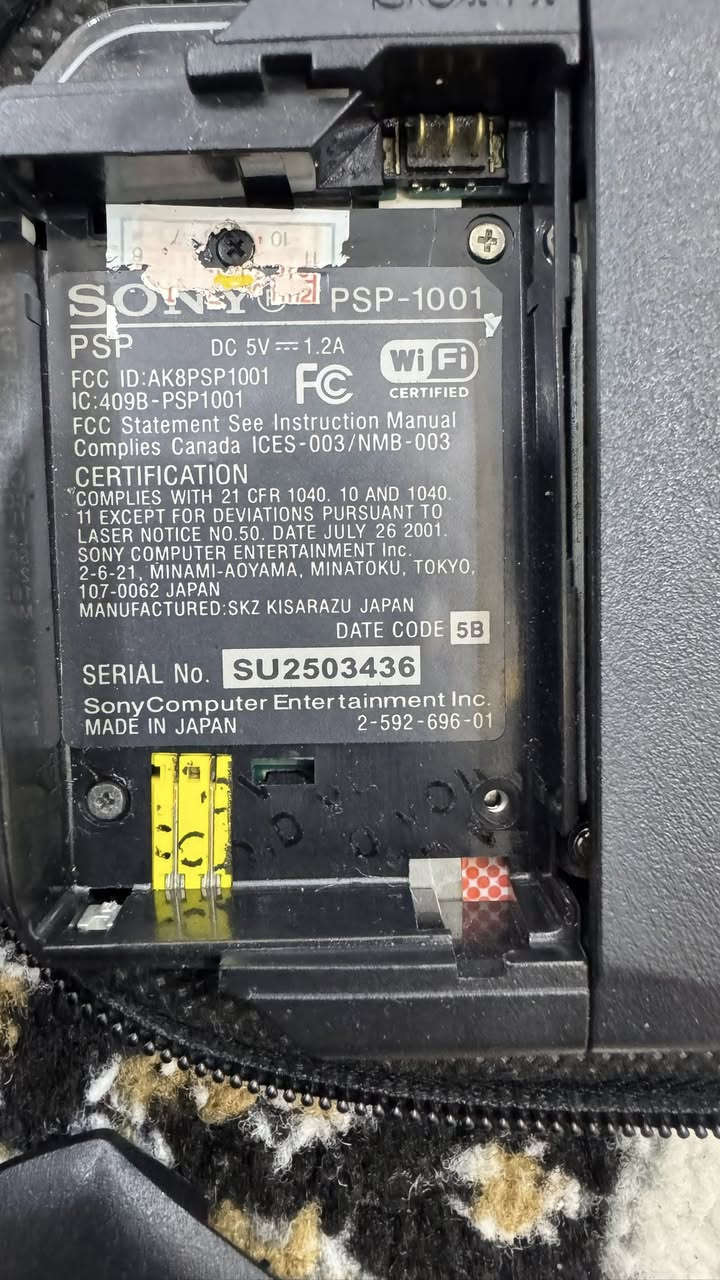 SONY PSP-1001
PSP DC 5V 1.2A
Wi Fi
CERTIFIED
FC
FCC ID:AK8PSP1001
IC:409B-PSP1001
FCC Statement See Instruction Manual
Complies Canada ICES-003/NMB-003
CERTIFICATION
COMPLIES WITH 21 CFR 1040. 10 AND 1040.
11 EXCEPT FOR DEVIATIONS PURSUANT TO
LASER NOTICE NO.50. DATE JULY 26 2001.
SONY COMPUTER ENTERTAINMENT Inc.
2-6-21, MINAMI-AOYAMA, MINATOKU, TOKYO,
107-0062 JAPAN
MANUFACTURED:SKZ KISARAZU JAPAN
DATE CODE 5B
SERIAL No. SU2503436
SonyComputer Entertainment Inc.
MADE IN JAPAN 2-592-696-01